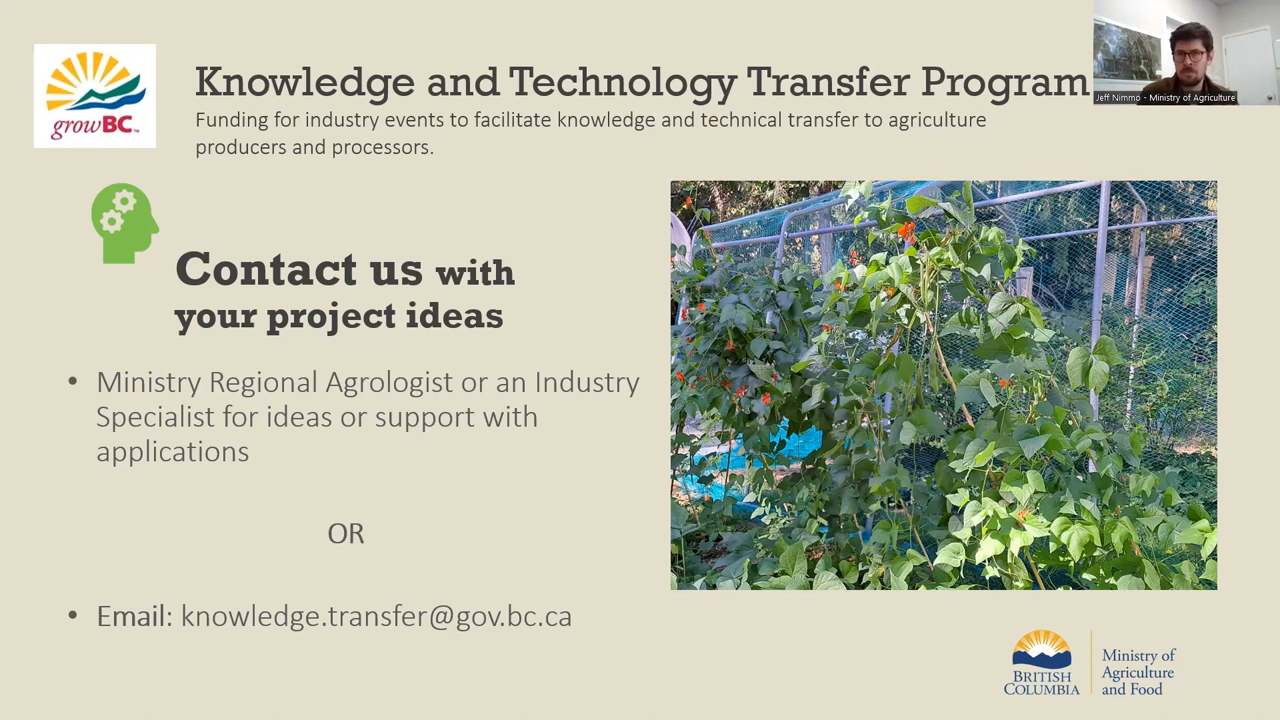 growBC
Knowledge and Technology Transfer Program
Funding for industry events to facilitate knowledge and technical transfer to agriculture
producers and processors.
Jeff Nimmo - Ministry of Agriculture
Contact us with
your project ideas
• Ministry Regional Agrologist or an Industry
Specialist for ideas or support with
applications
OR
• Email: knowledge.transfer@gov.bc.ca
BRITISH
COLUMBIA
Ministry of
Agriculture
and Food